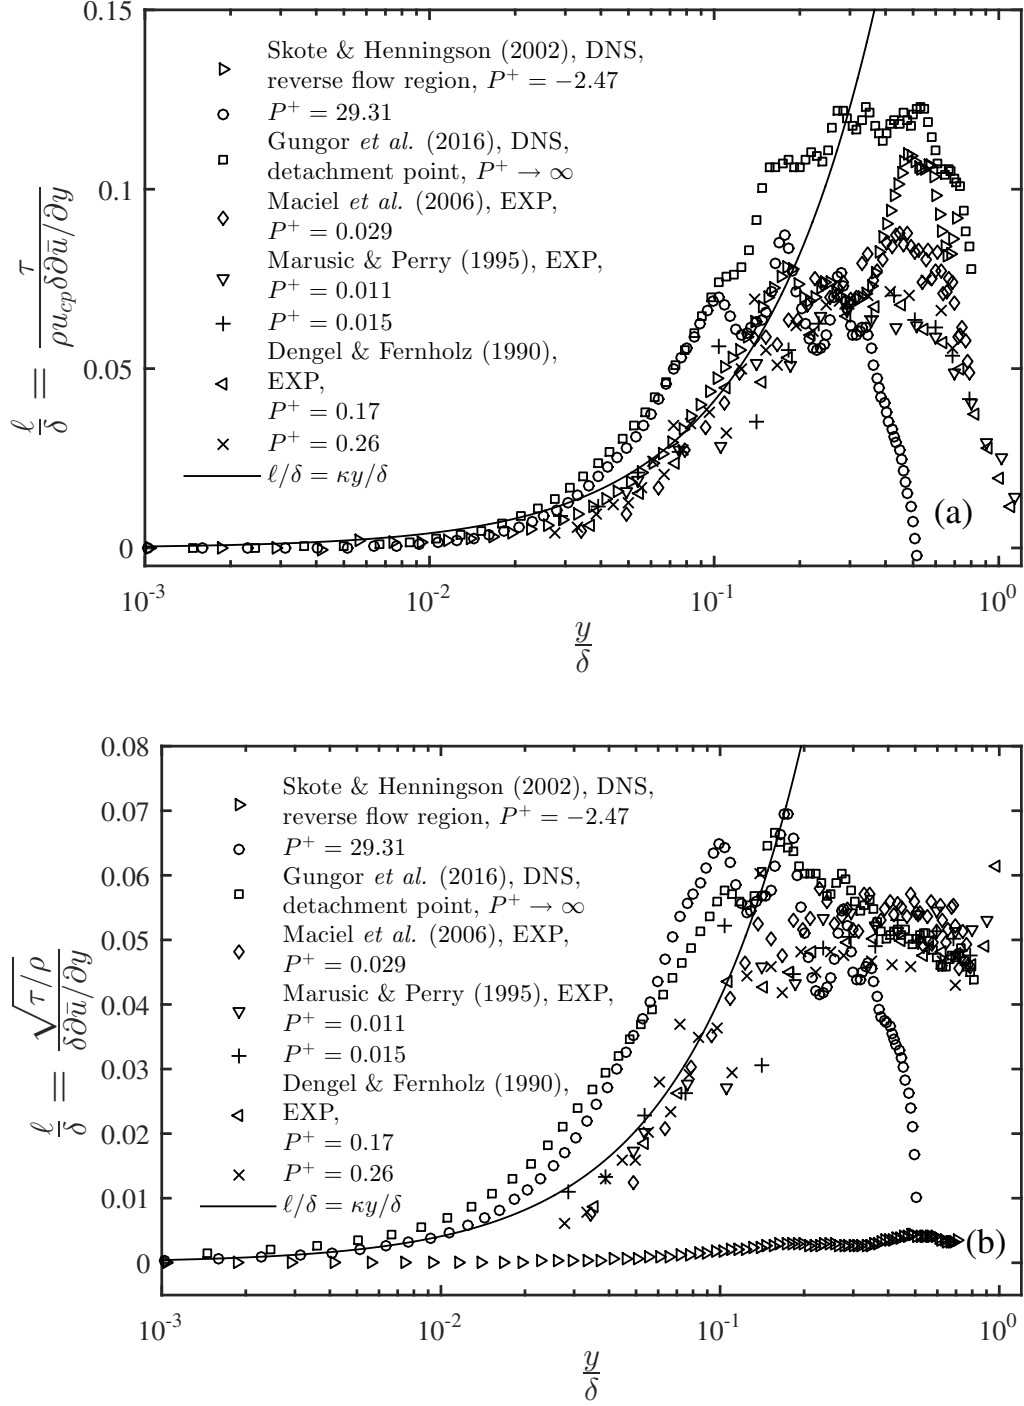 0.15
0.1
0.05
0
ℓ/δ = τ/(ρu_cp δ∂ū/∂y)
Skote & Henningson (2002), DNS,
reverse flow region, P⁺ = −2.47
P⁺ = 29.31
Gungor et al. (2016), DNS,
detachment point, P⁺ → ∞
Maciel et al. (2006), EXP,
P⁺ = 0.029
Marusic & Perry (1995), EXP,
P⁺ = 0.011
P⁺ = 0.015
Dengel & Fernholz (1990),
EXP,
P⁺ = 0.17
P⁺ = 0.26
ℓ/δ = κy/δ
(a)
10⁻³ 10⁻² 10⁻¹ 10⁰
y/δ
0.08
0.07
0.06
0.05
0.04
0.03
0.02
0.01
0
ℓ/δ = √(τ/ρ)/(δ∂ū/∂y)
Skote & Henningson (2002), DNS,
reverse flow region, P⁺ = −2.47
P⁺ = 29.31
Gungor et al. (2016), DNS,
detachment point, P⁺ → ∞
Maciel et al. (2006), EXP,
P⁺ = 0.029
Marusic & Perry (1995), EXP,
P⁺ = 0.011
P⁺ = 0.015
Dengel & Fernholz (1990),
EXP,
P⁺ = 0.17
P⁺ = 0.26
ℓ/δ = κy/δ
(b)
10⁻³ 10⁻² 10⁻¹ 10⁰
y/δ